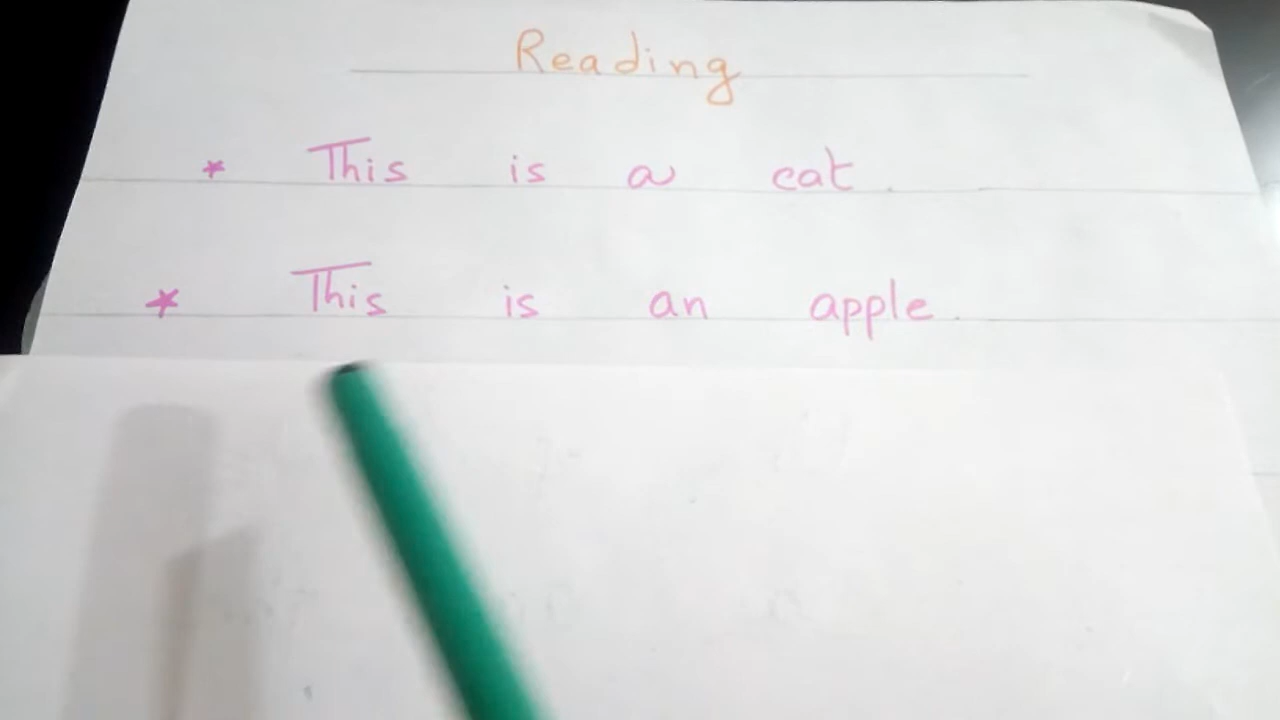 Reading
* This is a cat.
* This is an apple.